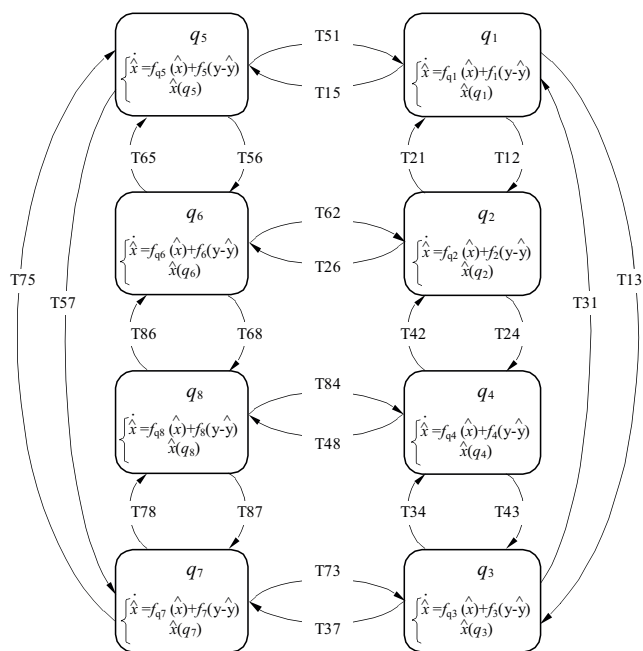 q5
ẋ̂ =fq5(x̂)+f5(y-ŷ)
x̂(q5)
T51
T15
q1
ẋ̂ =fq1(x̂)+f1(y-ŷ)
x̂(q1)
T65
T56
T21
T12
q6
ẋ̂ =fq6(x̂)+f6(y-ŷ)
x̂(q6)
T62
T26
q2
ẋ̂ =fq2(x̂)+f2(y-ŷ)
x̂(q2)
T75
T57
T31
T13
T86
T68
T42
T24
q8
ẋ̂ =fq8(x̂)+f8(y-ŷ)
x̂(q8)
T84
T48
q4
ẋ̂ =fq4(x̂)+f4(y-ŷ)
x̂(q4)
T78
T87
T34
T43
q7
ẋ̂ =fq7(x̂)+f7(y-ŷ)
x̂(q7)
T73
T37
q3
ẋ̂ =fq3(x̂)+f3(y-ŷ)
x̂(q3)